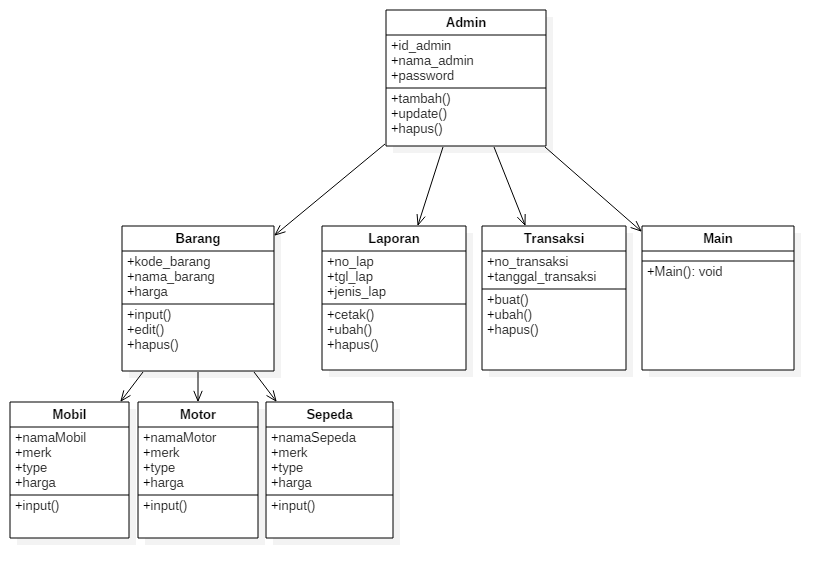 Admin
+id_admin
+nama_admin
+password
+tambah()
+update()
+hapus()
Barang
+kode_barang
+nama_barang
+harga
+input()
+edit()
+hapus()
Laporan
+no_lap
+tgl_lap
+jenis_lap
+cetak()
+ubah()
+hapus()
Transaksi
+no_transaksi
+tanggal_transaksi
+buat()
+ubah()
+hapus()
Main
+Main(): void
Mobil
+namaMobil
+merk
+type
+harga
+input()
Motor
+namaMotor
+merk
+type
+harga
+input()
Sepeda
+namaSepeda
+merk
+type
+harga
+input()